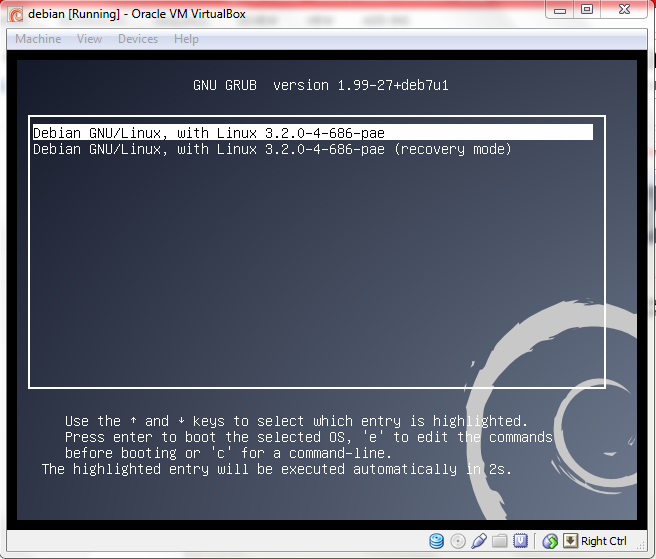 debian [Running] - Oracle VM VirtualBox
Machine View Devices Help
GNU GRUB version 1.99-27+deb7u1
Debian GNU/Linux, with Linux 3.2.0-4-686-pae
Debian GNU/Linux, with Linux 3.2.0-4-686-pae (recovery mode)
Use the ↑ and ↓ keys to select which entry is highlighted.
Press enter to boot the selected OS, 'e' to edit the commands
before booting or 'c' for a command-line.
The highlighted entry will be executed automatically in 2s.
Right Ctrl